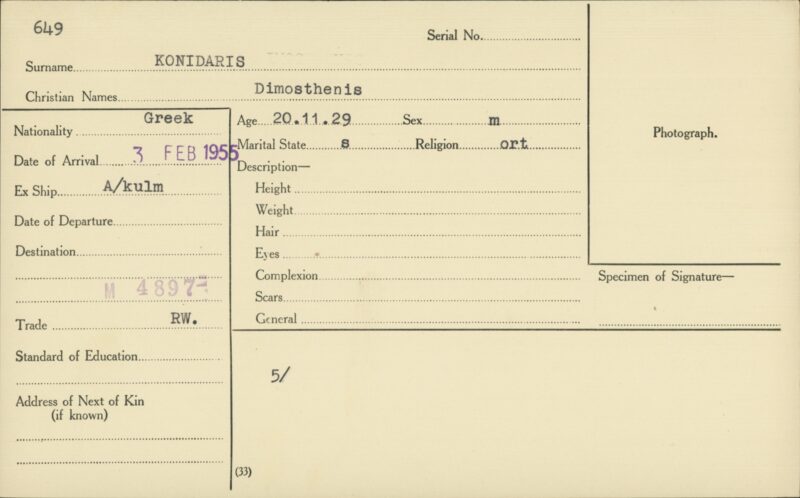 649
Serial No.
Surname KONIDARIS
Christian Names Dimosthenis
Nationality Greek
Date of Arrival 3 FEB 1955
Ex Ship A/kulm
Date of Departure
Destination
M 4897
Trade RW.
Standard of Education
Address of Next of Kin
(if known)
Age 20.11.29 Sex m
Marital State s Religion ort
Description—
Height
Weight
Hair
Eyes
Complexion
Scars
General
5/
(33)
Photograph.
Specimen of Signature—